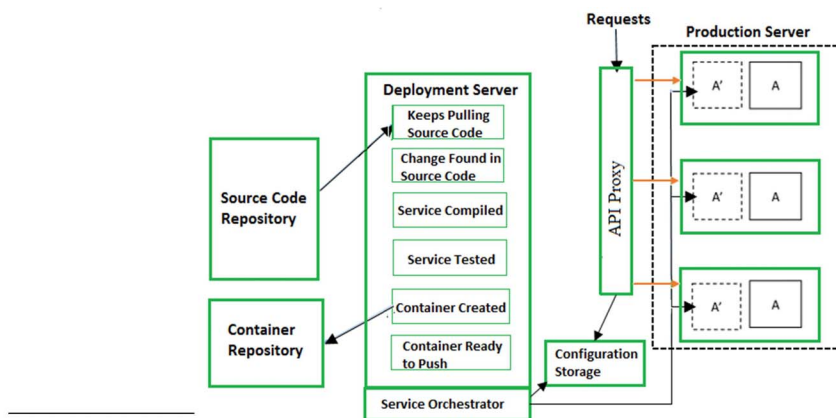 Requests
Production Server
Deployment Server
Keeps Pulling
Source Code
Change Found in
Source Code
Service Compiled
Service Tested
Container Created
Container Ready
to Push
Service Orchestrator
Source Code
Repository
Container
Repository
API Proxy
Configuration
Storage
A'
A
A'
A
A'
A